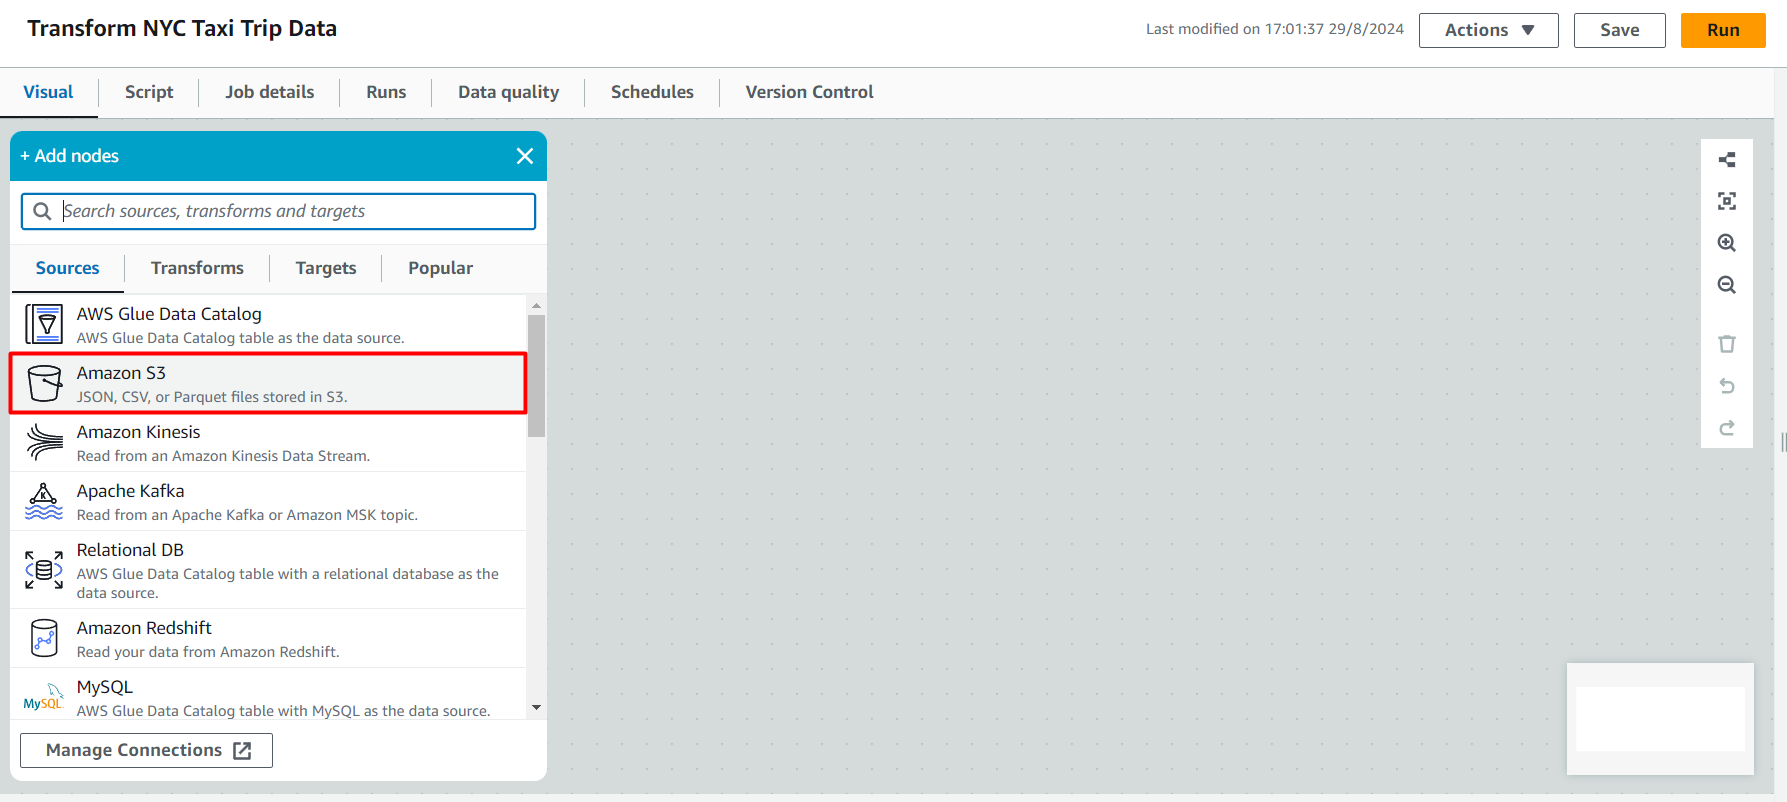 Transform NYC Taxi Trip Data
Last modified on 17:01:37 29/8/2024
Actions
Save
Run
Visual
Script
Job details
Runs
Data quality
Schedules
Version Control
+ Add nodes
Search sources, transforms and targets
Sources
Transforms
Targets
Popular
AWS Glue Data Catalog
AWS Glue Data Catalog table as the data source.
Amazon S3
JSON, CSV, or Parquet files stored in S3.
Amazon Kinesis
Read from an Amazon Kinesis Data Stream.
K
Apache Kafka
Read from an Apache Kafka or Amazon MSK topic.
Relational DB
AWS Glue Data Catalog table with a relational database as the
data source.
Amazon Redshift
Read your data from Amazon Redshift.
MySQL
MySQL
AWS Glue Data Catalog table with MySQL as the data source.
Manage Connections